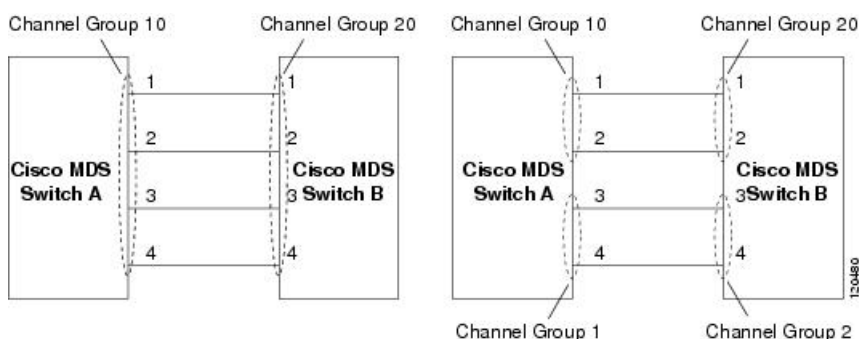 Channel Group 10
Channel Group 20
1
1
2
2
Cisco MDS
Switch A
Cisco MDS
Switch B
3
3
4
4
Channel Group 10
Channel Group 20
1
1
2
2
Cisco MDS
Switch A
Cisco MDS
Switch B
3
3
4
4
Channel Group 1
Channel Group 2
120480